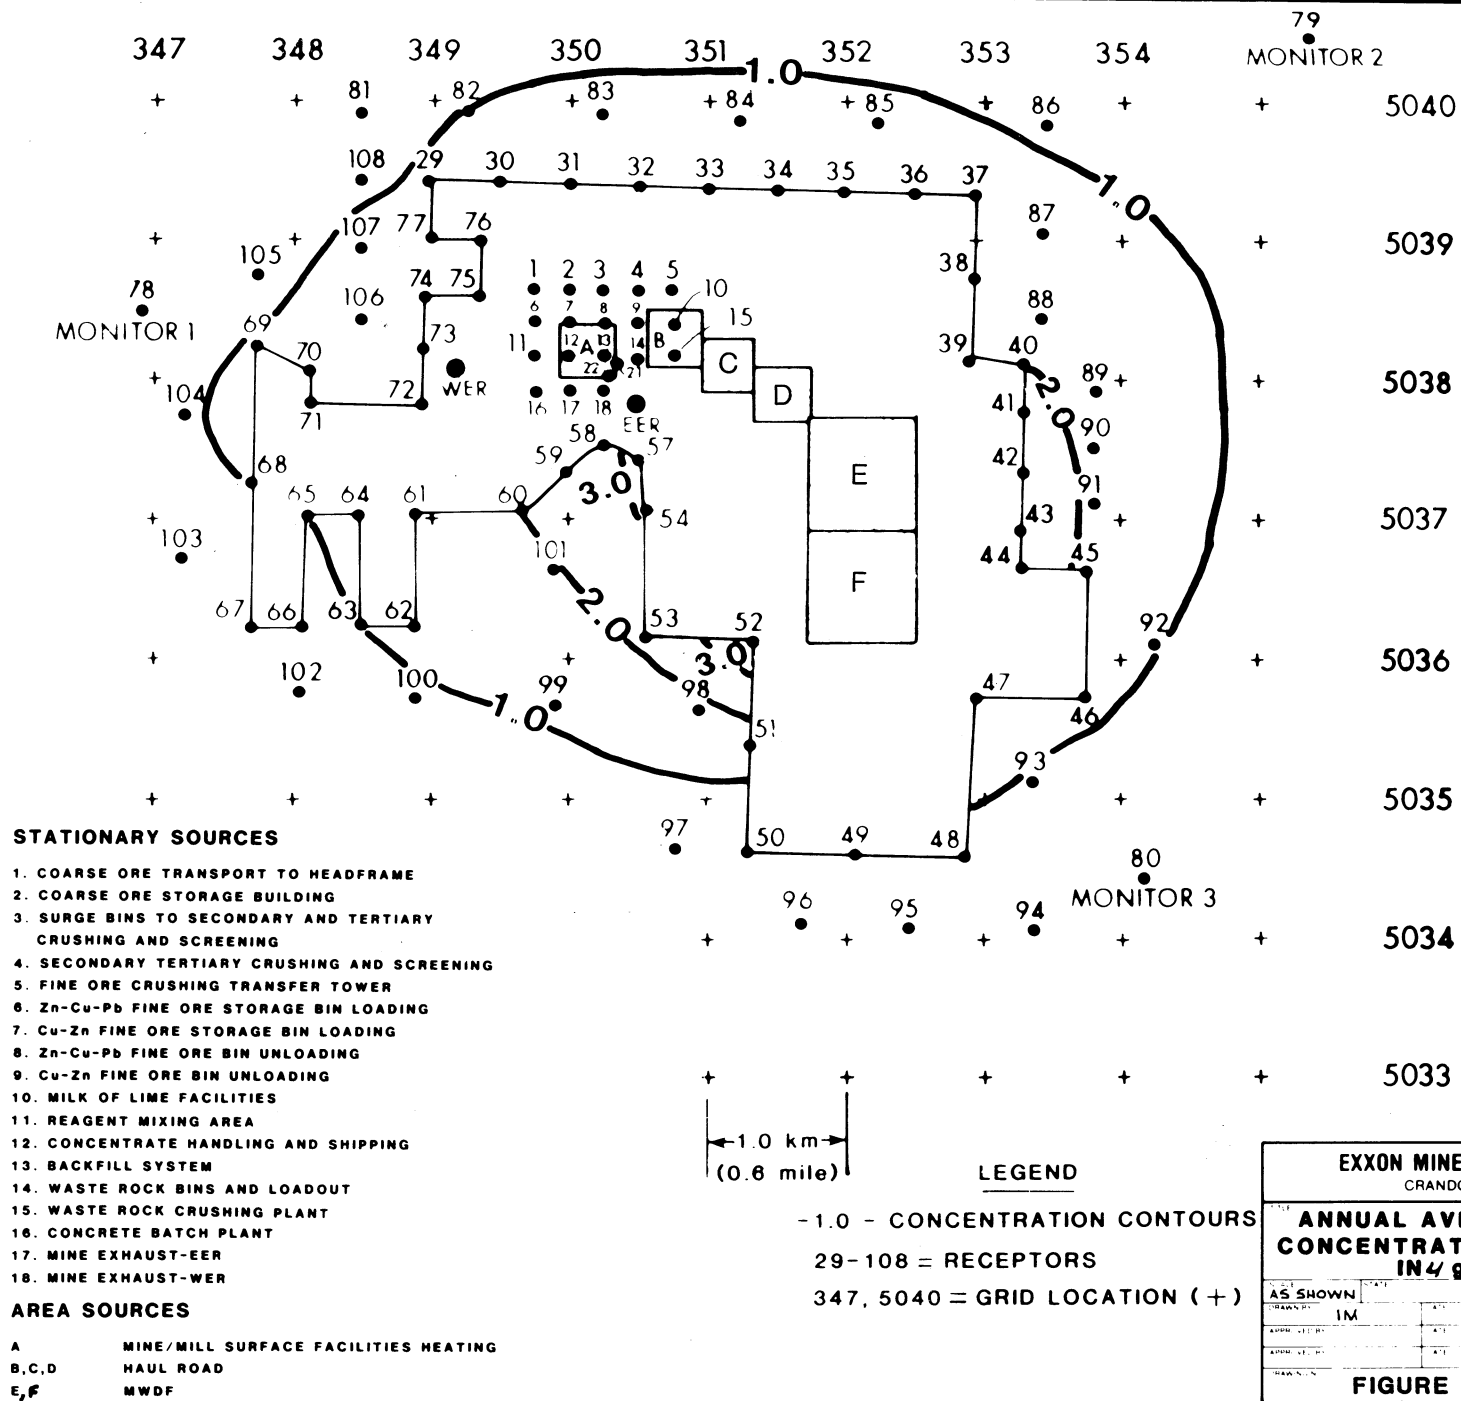 79
MONITOR 2
347 348 349 350 351 352 353 354
1.0
5040
81 82 83 84 85 86
108 29 30 31 32 33 34 35 36 37
1.0
107 77 76 87
5039
105 38
78 106 74 75 1 2 3 4 5 10 88
MONITOR 1
69 73 6 7 8 9 15
70 11 12 A 13 14 B C 39 40
72 WER 22 21 D 2.0 89
5038
104 71 16 17 18 EER 41
58 57 90
68 59 3.0 E 42
65 64 61 60 54 91
43
5037
103 101 44 45
F
67 66 63 62 2.0 53 52 92
3.0
5036
102 100 99 98 47
1.0 51 46
93
5035
97 50 49 48
80
MONITOR 3
96 95 94
5034
5033
1.0 km
(0.6 mile)
STATIONARY SOURCES
1. COARSE ORE TRANSPORT TO HEADFRAME
2. COARSE ORE STORAGE BUILDING
3. SURGE BINS TO SECONDARY AND TERTIARY
CRUSHING AND SCREENING
4. SECONDARY TERTIARY CRUSHING AND SCREENING
5. FINE ORE CRUSHING TRANSFER TOWER
6. Zn-Cu-Pb FINE ORE STORAGE BIN LOADING
7. Cu-Zn FINE ORE STORAGE BIN LOADING
8. Zn-Cu-Pb FINE ORE BIN UNLOADING
9. Cu-Zn FINE ORE BIN UNLOADING
10. MILK OF LIME FACILITIES
11. REAGENT MIXING AREA
12. CONCENTRATE HANDLING AND SHIPPING
13. BACKFILL SYSTEM
14. WASTE ROCK BINS AND LOADOUT
15. WASTE ROCK CRUSHING PLANT
16. CONCRETE BATCH PLANT
17. MINE EXHAUST-EER
18. MINE EXHAUST-WER
AREA SOURCES
A MINE/MILL SURFACE FACILITIES HEATING
B,C,D HAUL ROAD
E,F MWDF
LEGEND
-1.0 - CONCENTRATION CONTOURS
29-108 = RECEPTORS
347, 5040 = GRID LOCATION (+)
EXXON MINE
CRANDO
ANNUAL AV
CONCENTRAT
IN
AS SHOWN
IM
FIGURE